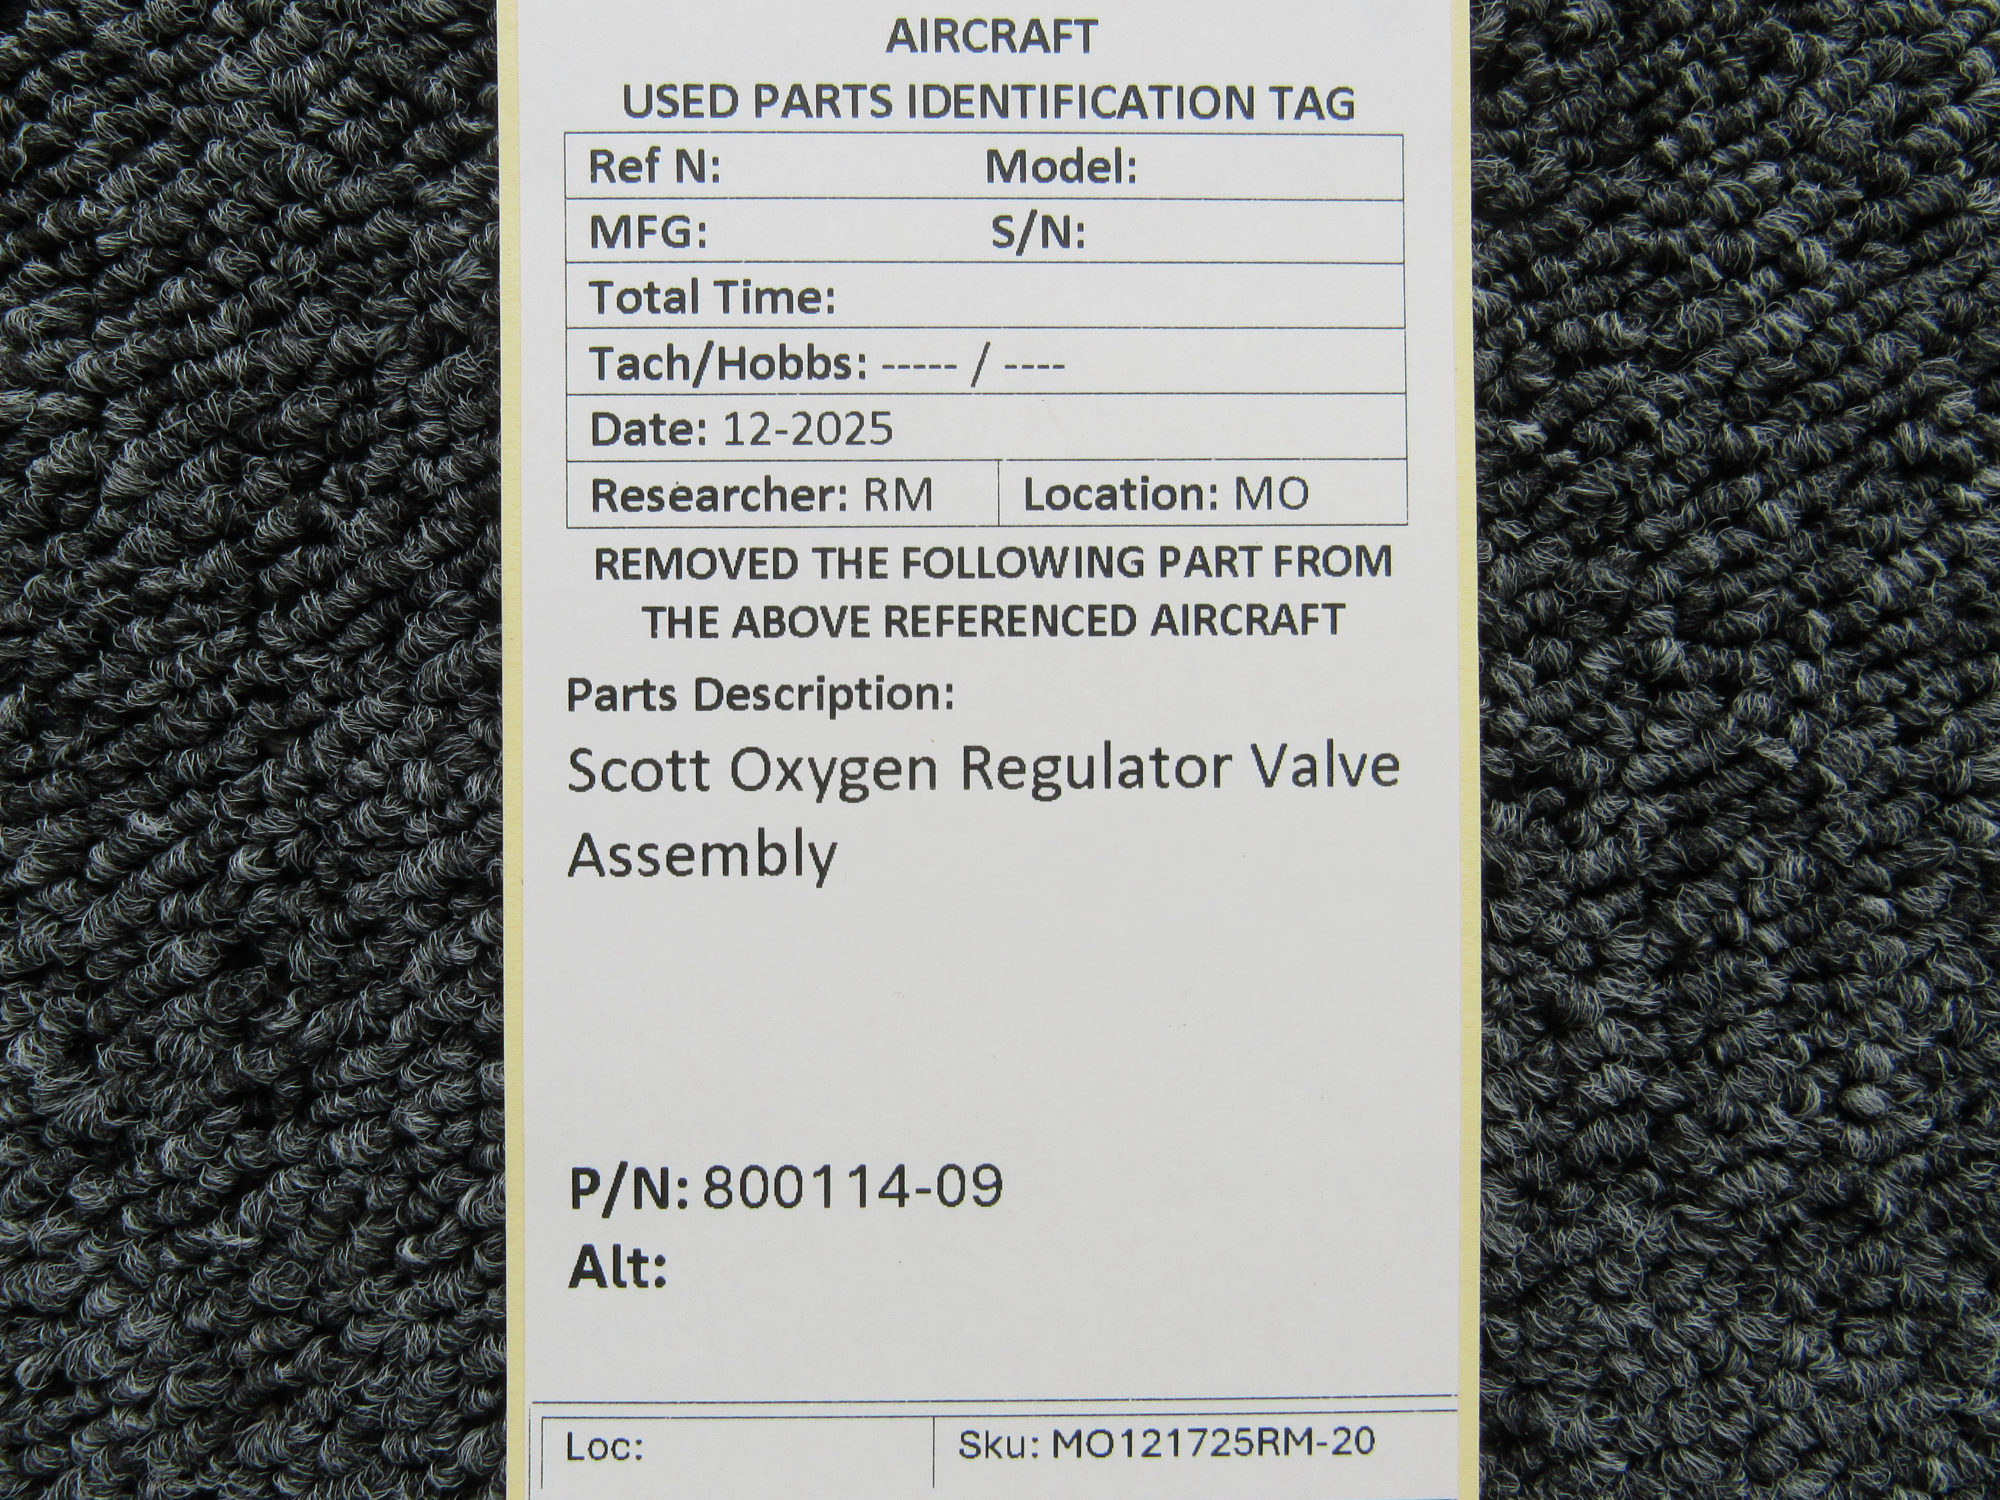 AIRCRAFT
USED PARTS IDENTIFICATION TAG
Ref N: Model:
MFG: S/N:
Total Time:
Tach/Hobbs: ----- / ----
Date: 12-2025
Researcher: RM Location: MO
REMOVED THE FOLLOWING PART FROM
THE ABOVE REFERENCED AIRCRAFT
Parts Description:
Scott Oxygen Regulator Valve
Assembly
P/N: 800114-09
Alt:
Loc: Sku: MO121725RM-20